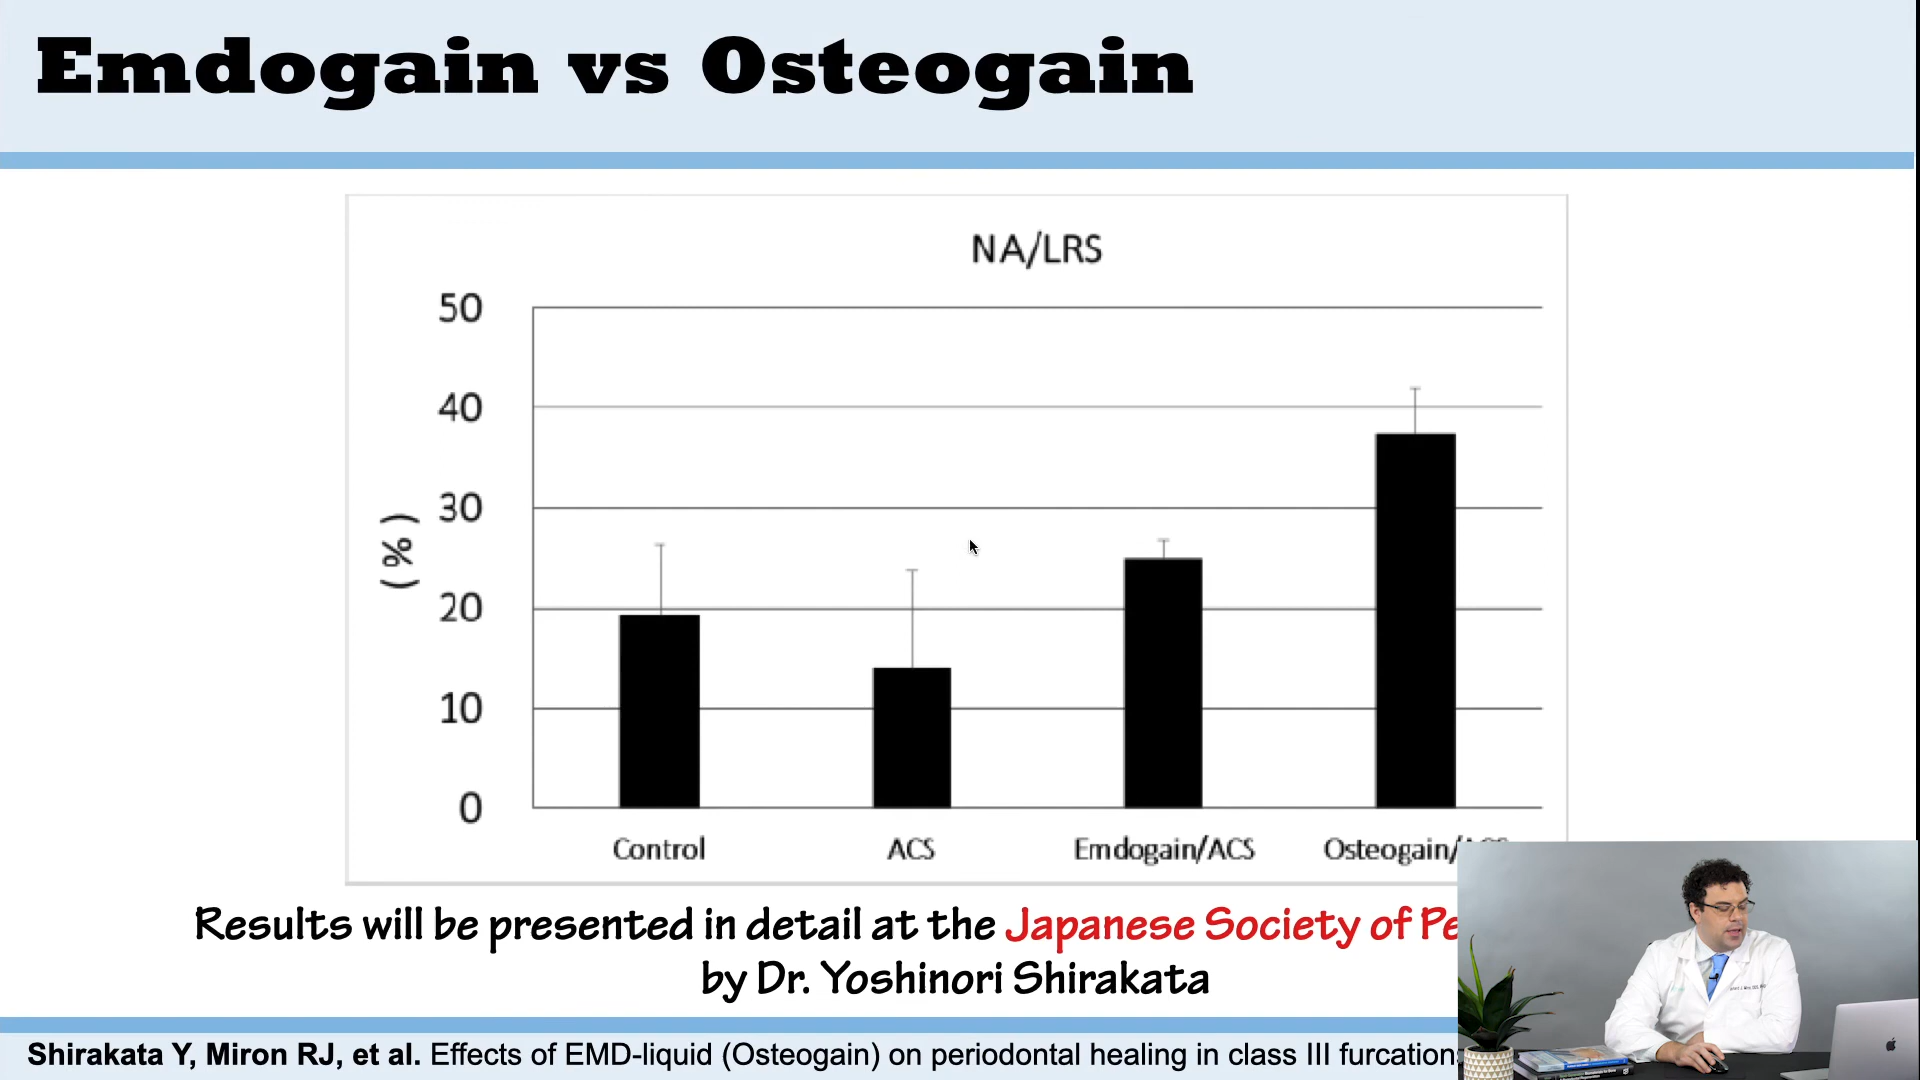 Emdogain vs Osteogain
NA/LRS
50
40
30
20
10
0
(%)
Control ACS Emdogain/ACS Osteogain/ACS
Results will be presented in detail at the Japanese Society of
by Dr. Yoshinori Shirakata
Shirakata Y, Miron RJ, et al. Effects of EMD-liquid (Osteogain) on periodontal healing in class III furcation